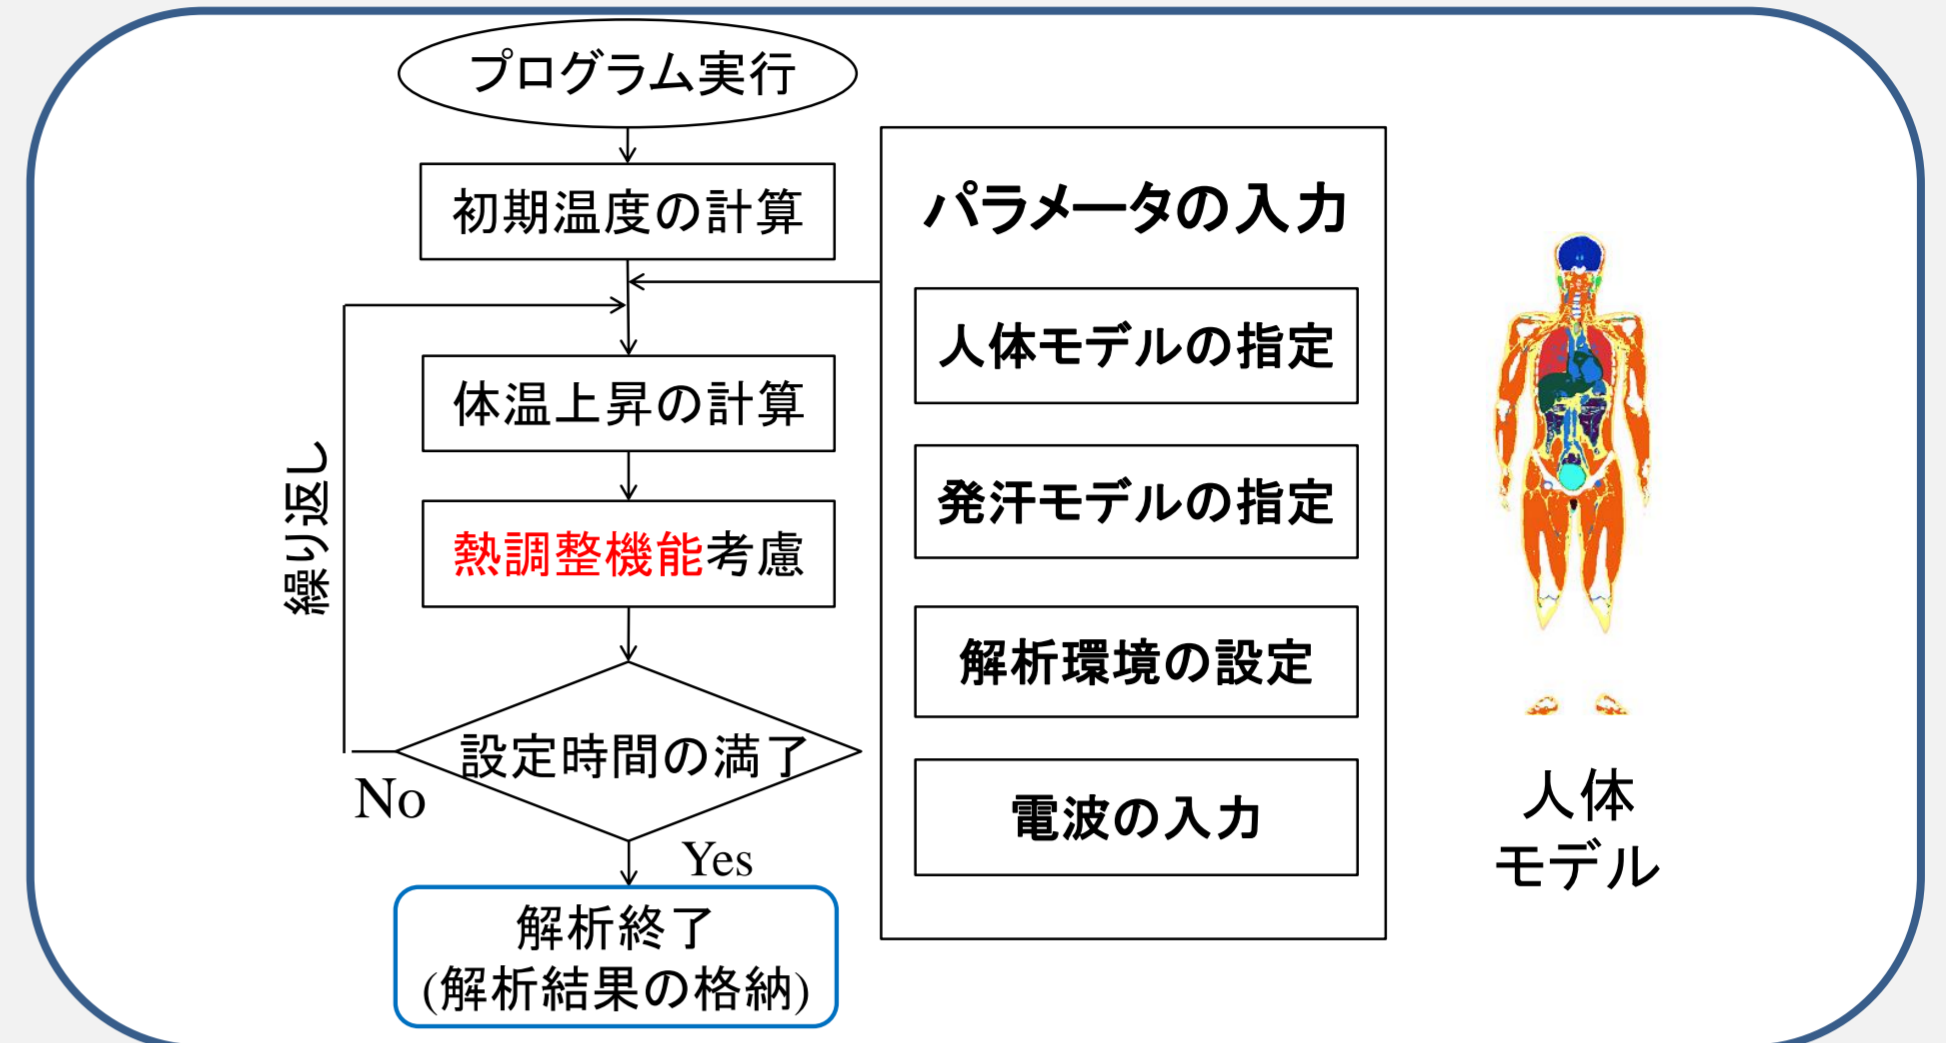 プログラム実行
初期温度の計算
体温上昇の計算
熱調整機能考慮
繰り返し
設定時間の満了
No
Yes
解析終了
(解析結果の格納)
パラメータの入力
人体モデルの指定
発汗モデルの指定
解析環境の設定
電波の入力
人体
モデル